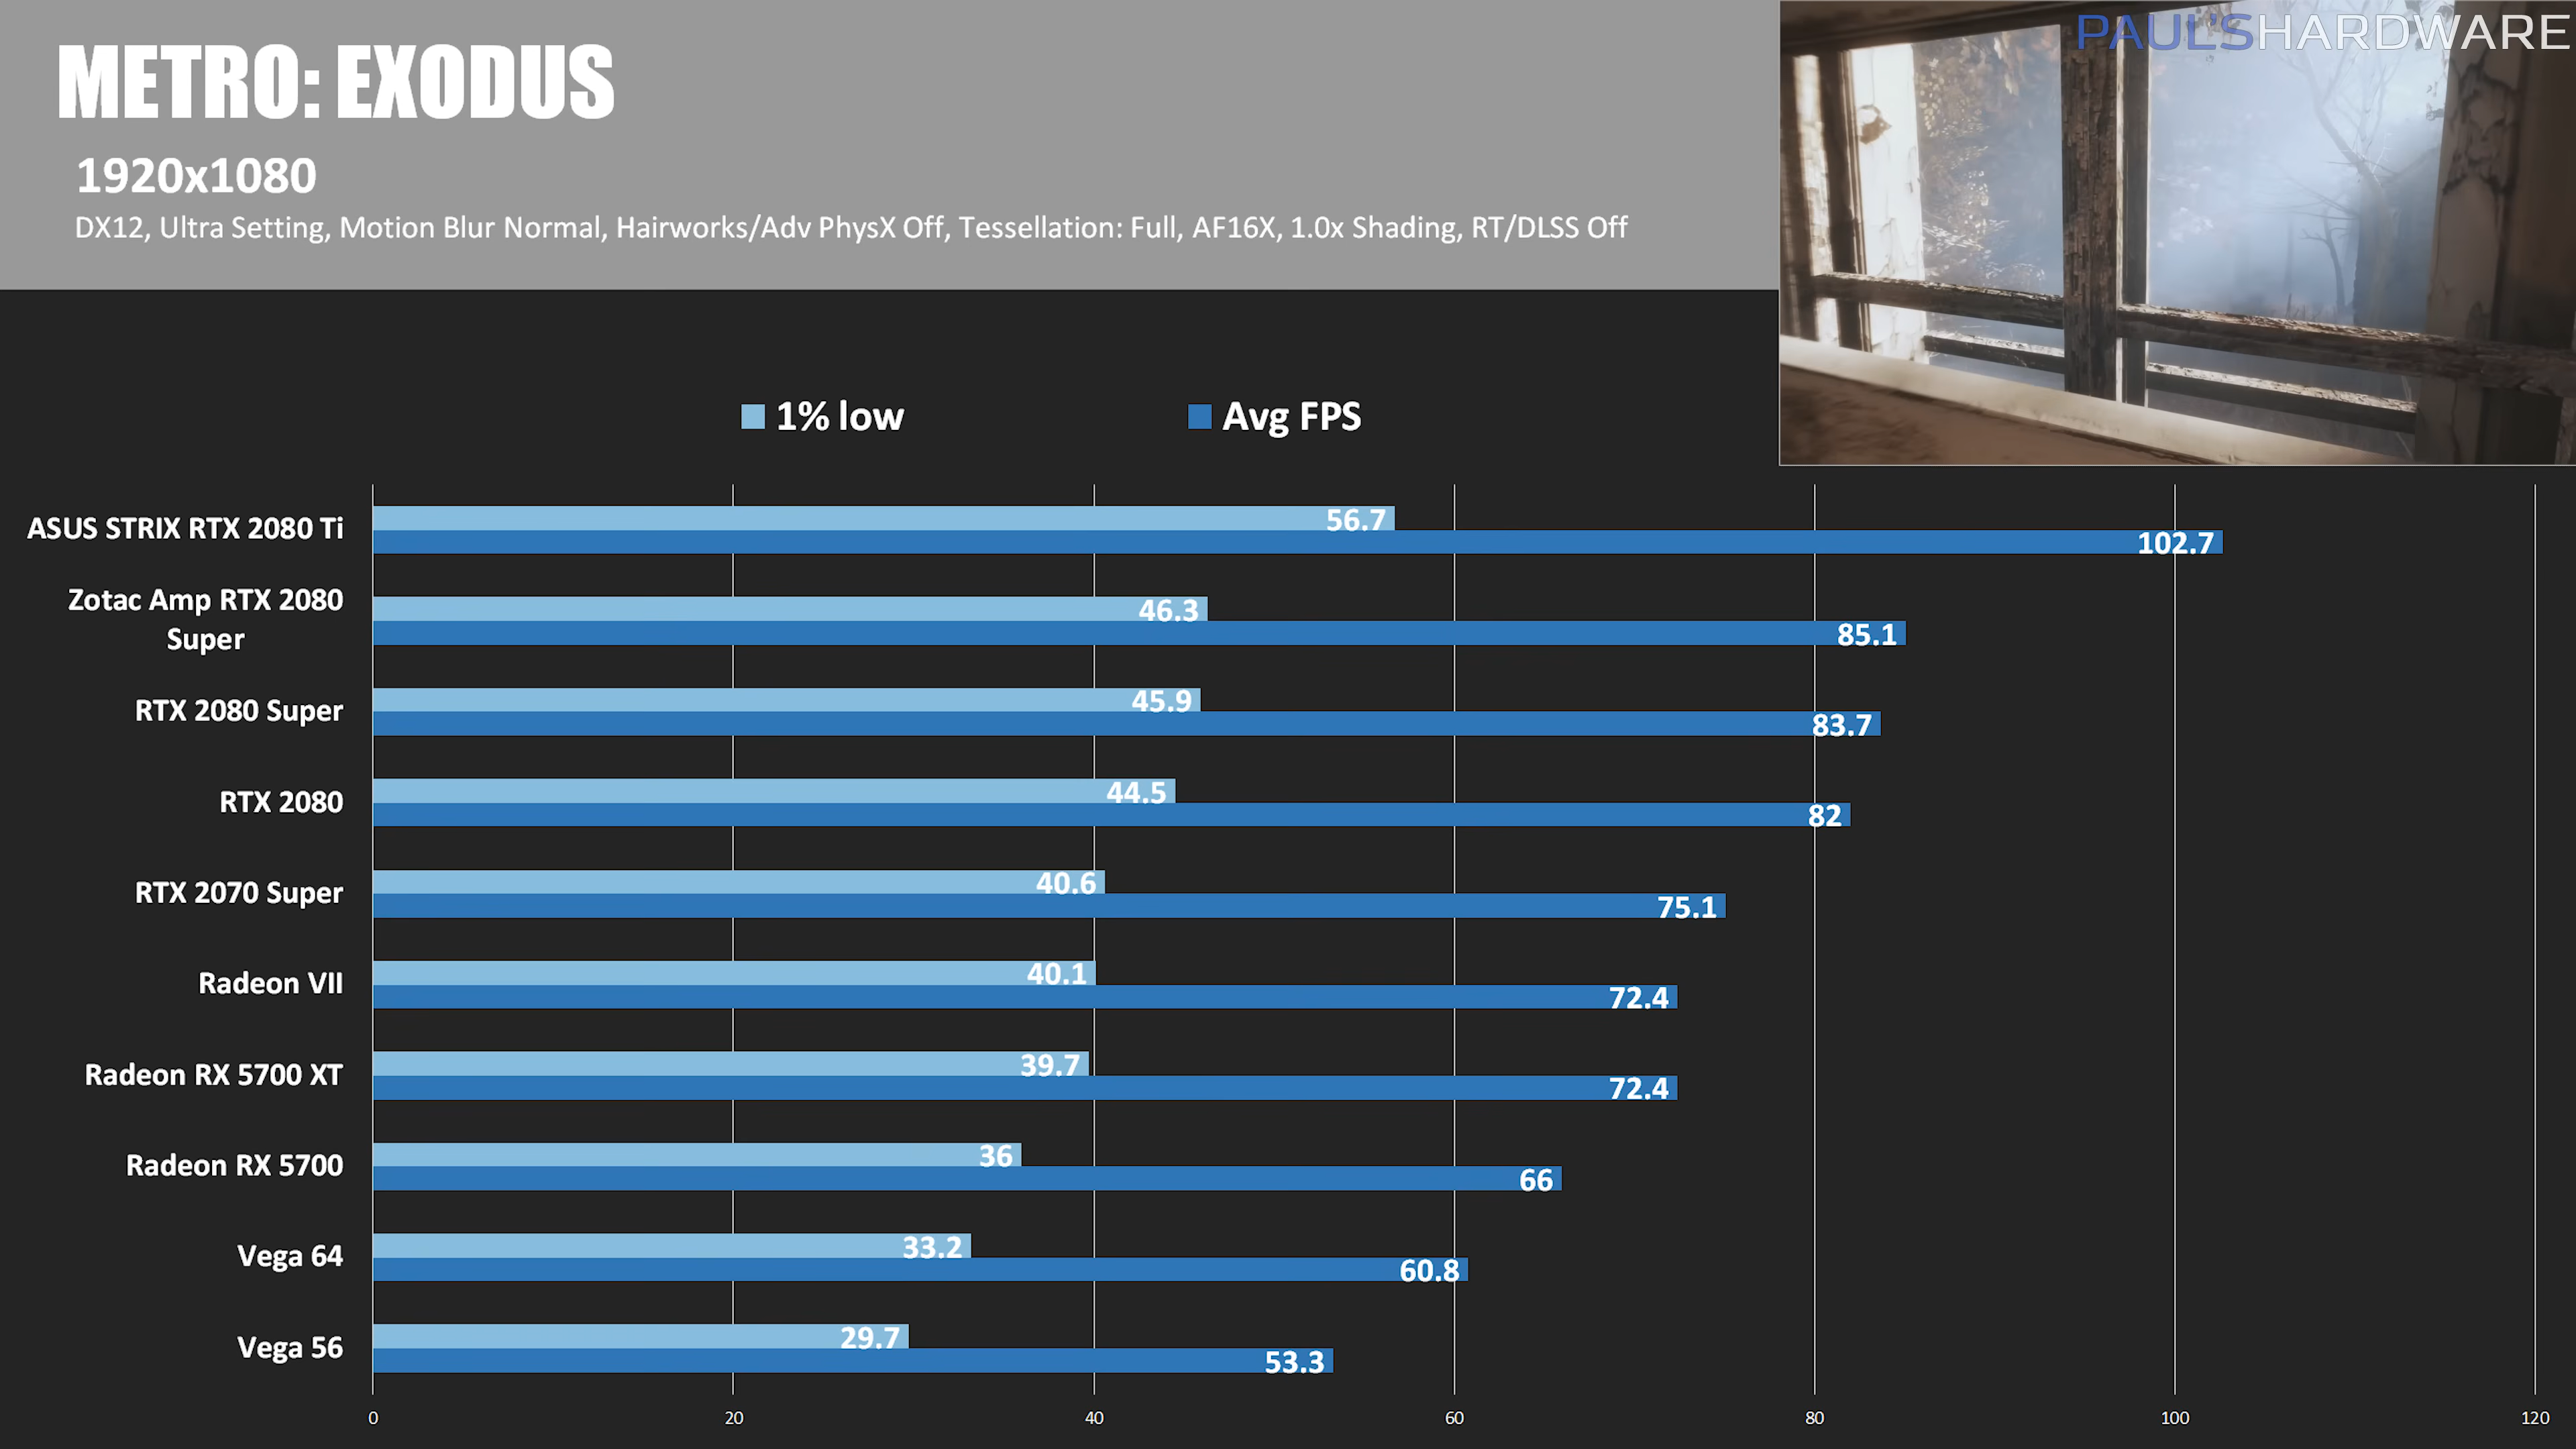 METRO: EXODUS
PAUL'SHARDWARE
1920x1080
DX12, Ultra Setting, Motion Blur Normal, Hairworks/Adv PhysX Off, Tessellation: Full, AF16X, 1.0x Shading, RT/DLSS Off
1% low
Avg FPS
ASUS STRIX RTX 2080 Ti
56.7
102.7
Zotac Amp RTX 2080
Super
46.3
85.1
RTX 2080 Super
45.9
83.7
RTX 2080
44.5
82
RTX 2070 Super
40.6
75.1
Radeon VII
40.1
72.4
Radeon RX 5700 XT
39.7
72.4
Radeon RX 5700
36
66
Vega 64
33.2
60.8
Vega 56
29.7
53.3
0
20
40
60
80
100
120